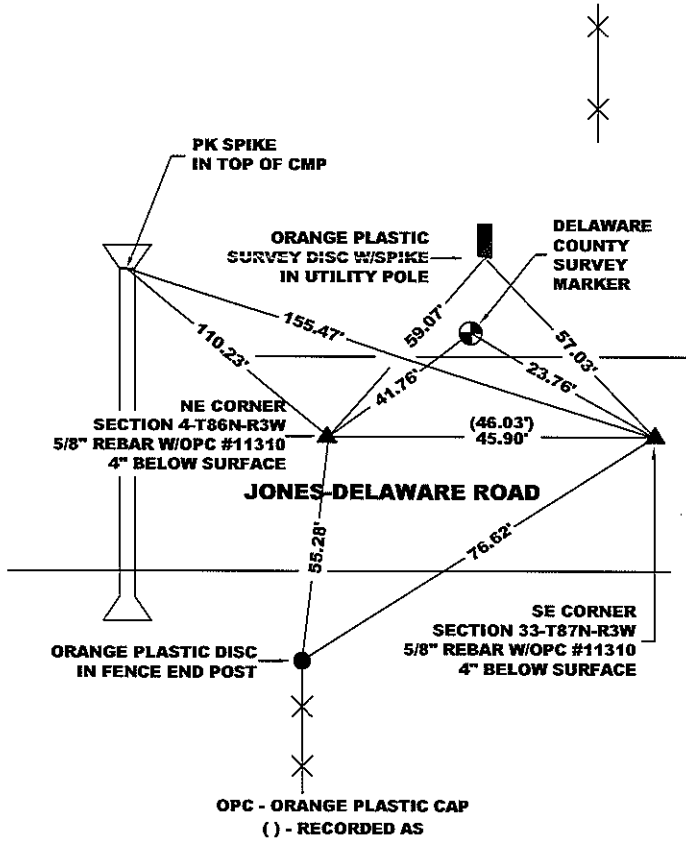 PK SPIKE
IN TOP OF CMP
ORANGE PLASTIC
SURVEY DISC W/SPIKE
IN UTILITY POLE
DELAWARE
COUNTY
SURVEY
MARKER
59.07'
57.03'
155.47'
110.23'
41.76'
23.76'
NE CORNER
SECTION 4-T86N-R3W
5/8" REBAR W/OPC #11310
4" BELOW SURFACE
(46.03')
45.90'
JONES-DELAWARE ROAD
55.28'
76.62'
SE CORNER
SECTION 33-T87N-R3W
5/8" REBAR W/OPC #11310
4" BELOW SURFACE
ORANGE PLASTIC DISC
IN FENCE END POST
OPC - ORANGE PLASTIC CAP
( ) - RECORDED AS